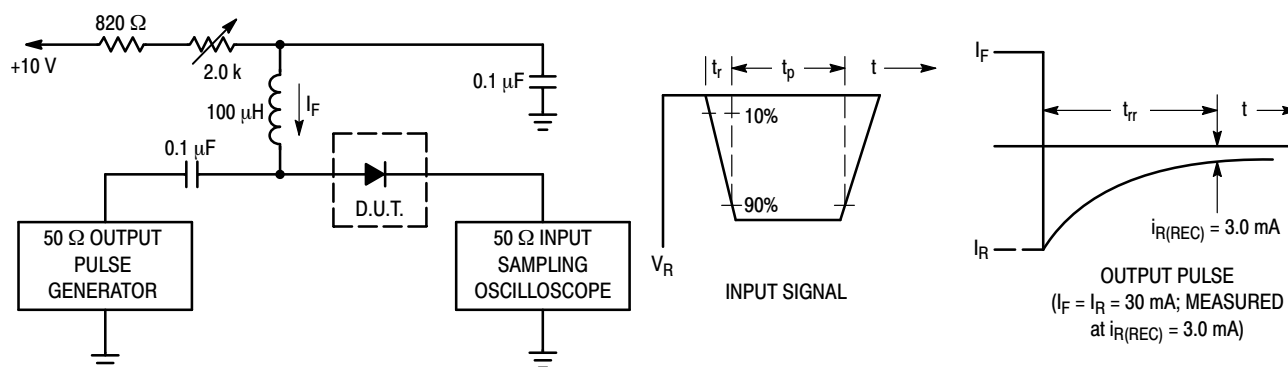 820 Ω
+10 V
2.0 k
100 µH
I_F
0.1 µF
0.1 µF
D.U.T.
50 Ω OUTPUT
PULSE
GENERATOR
50 Ω INPUT
SAMPLING
OSCILLOSCOPE
t_r
t_p
t
10%
90%
V_R
INPUT SIGNAL
I_F
t_rr
t
I_R
i_R(REC) = 3.0 mA
OUTPUT PULSE
(I_F = I_R = 30 mA; MEASURED
at i_R(REC) = 3.0 mA)